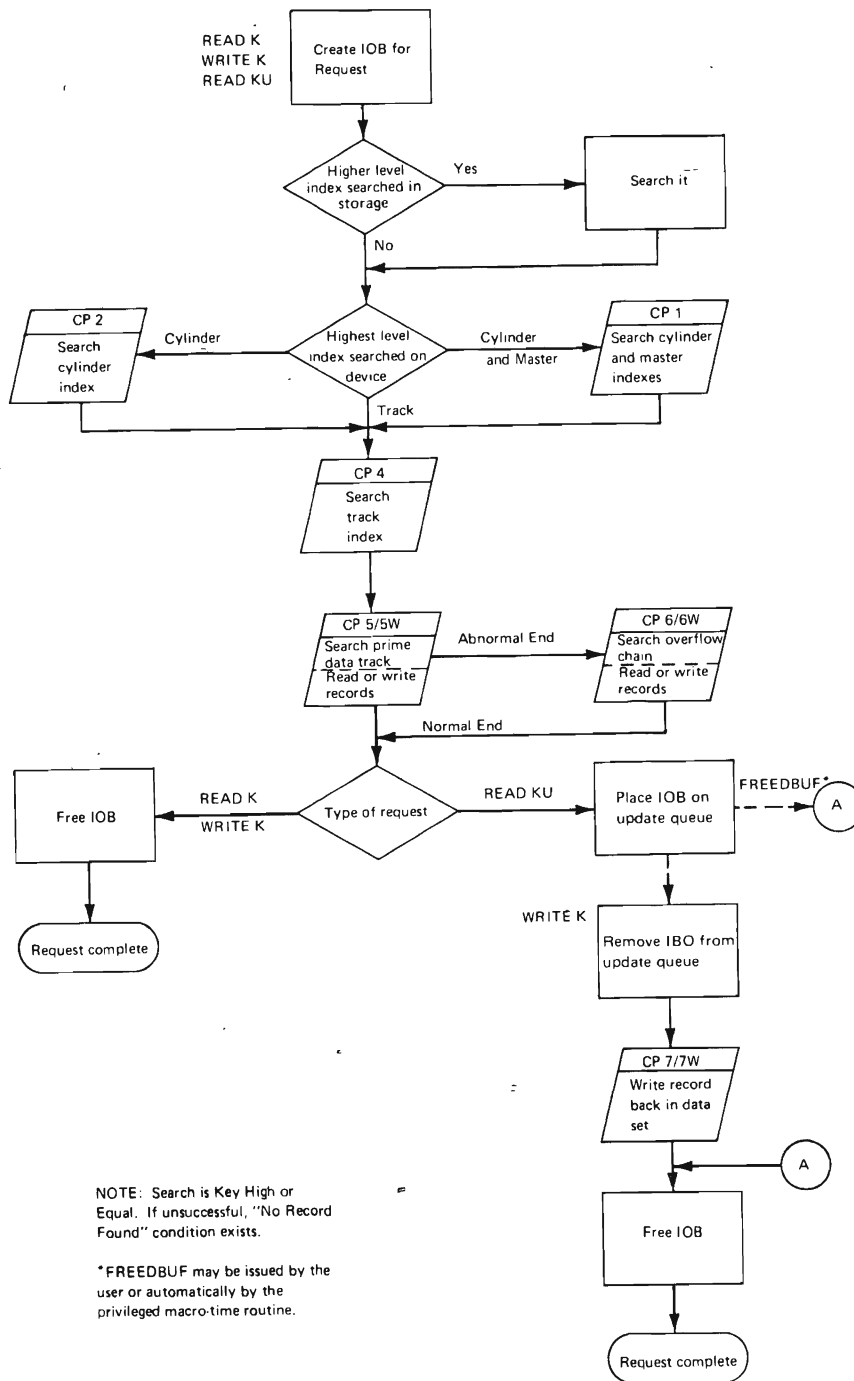 READ K
WRITE K
READ KU
Create IOB for
Request
Higher level
index searched in
storage
Yes
Search it
No
CP 2
Search
cylinder
index
Cylinder
Highest level
index searched on
device
Cylinder
and Master
CP 1
Search cylinder
and master
indexes
Track
CP 4
Search
track
index
CP 5/5W
Search prime
data track
Read or write
records
Abnormal End
CP 6/6W
Search overflow
chain
Read or write
records
Normal End
Free IOB
READ K
WRITE K
Type of request
READ KU
Place IOB on
update queue
FREEDBUF*
A
Request complete
WRITE K
Remove IBO from
update queue
CP 7/7W
Write record
back in data
set
A
NOTE: Search is Key High or
Equal. If unsuccessful, "No Record
Found" condition exists.
*FREEDBUF may be issued by the
user or automatically by the
privileged macro-time routine.
Free IOB
Request complete